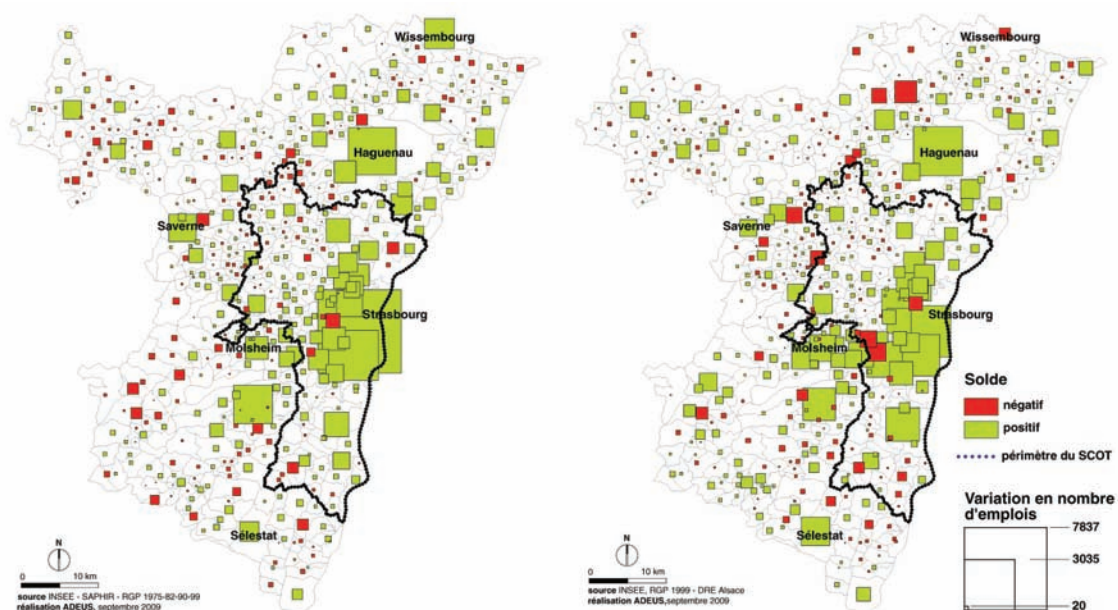 Wissembourg
Haguenau
Saverne
Strasbourg
Molsheim
Sélestat
N
0 10 km
source INSEE - SAPHIR - RGP 1975-82-90-99
réalisation ADEUS, septembre 2009
Wissembourg
Haguenau
Saverne
Strasbourg
Molsheim
Sélestat
N
0 10 km
source INSEE, RGP 1999 - DRE Alsace
réalisation ADEUS,septembre 2009
Solde
négatif
positif
périmètre du SCOT
Variation en nombre
d'emplois
7837
3035
20